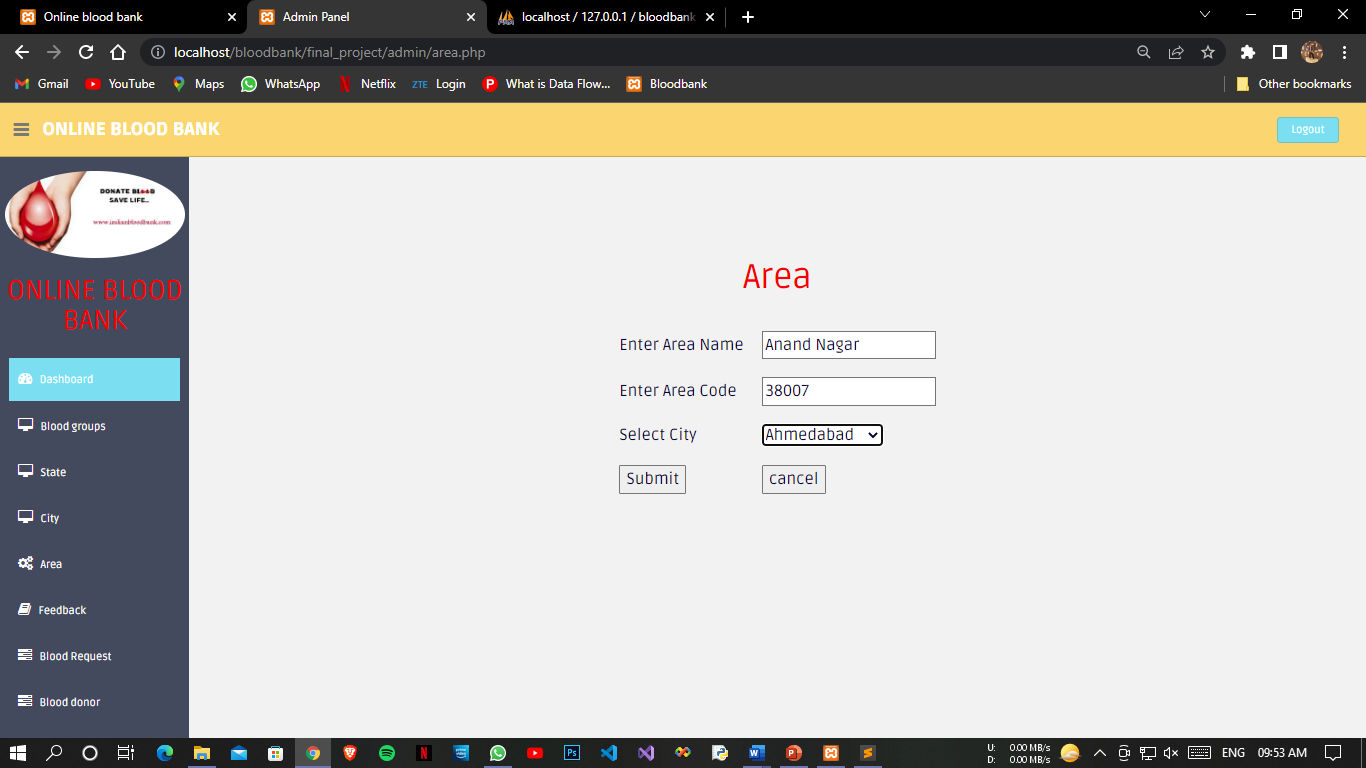 Online blood bank
Admin Panel
localhost / 127.0.0.1 / bloodbank
localhost/bloodbank/final_project/admin/area.php
Gmail
YouTube
Maps
WhatsApp
Netflix
ZTE Login
What is Data Flow...
Bloodbank
Other bookmarks
ONLINE BLOOD BANK
Logout
DONATE BLOOD
SAVE LIFE..
www.indianbloodbank.com
ONLINE BLOOD
BANK
Dashboard
Blood groups
State
City
Area
Feedback
Blood Request
Blood donor
Area
Enter Area Name Anand Nagar
Enter Area Code 38007
Select City Ahmedabad
Submit cancel
U: 0.00 MB/s
D: 0.00 MB/s
ENG
09:53 AM